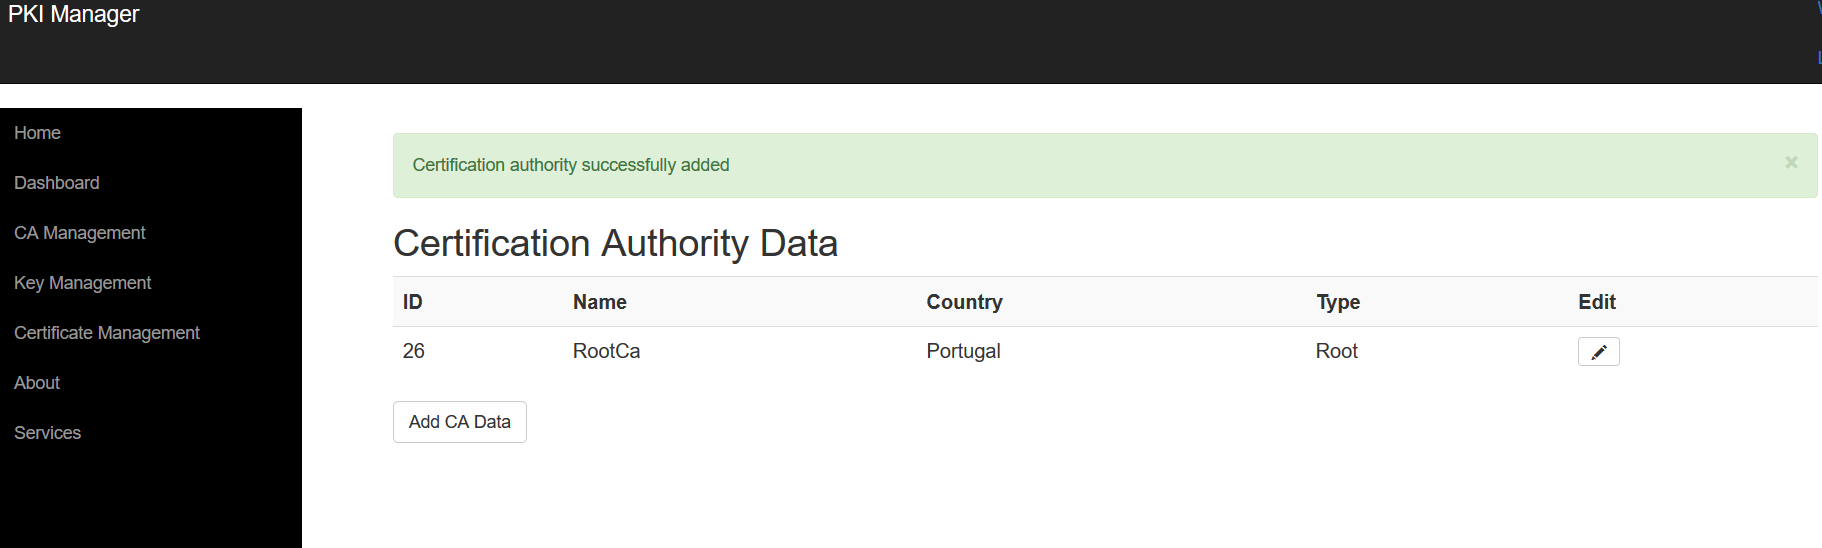 PKI Manager
Home
Dashboard
CA Management
Key Management
Certificate Management
About
Services
Certification authority successfully added ×
Certification Authority Data
ID Name Country Type Edit
26 RootCa Portugal Root
Add CA Data